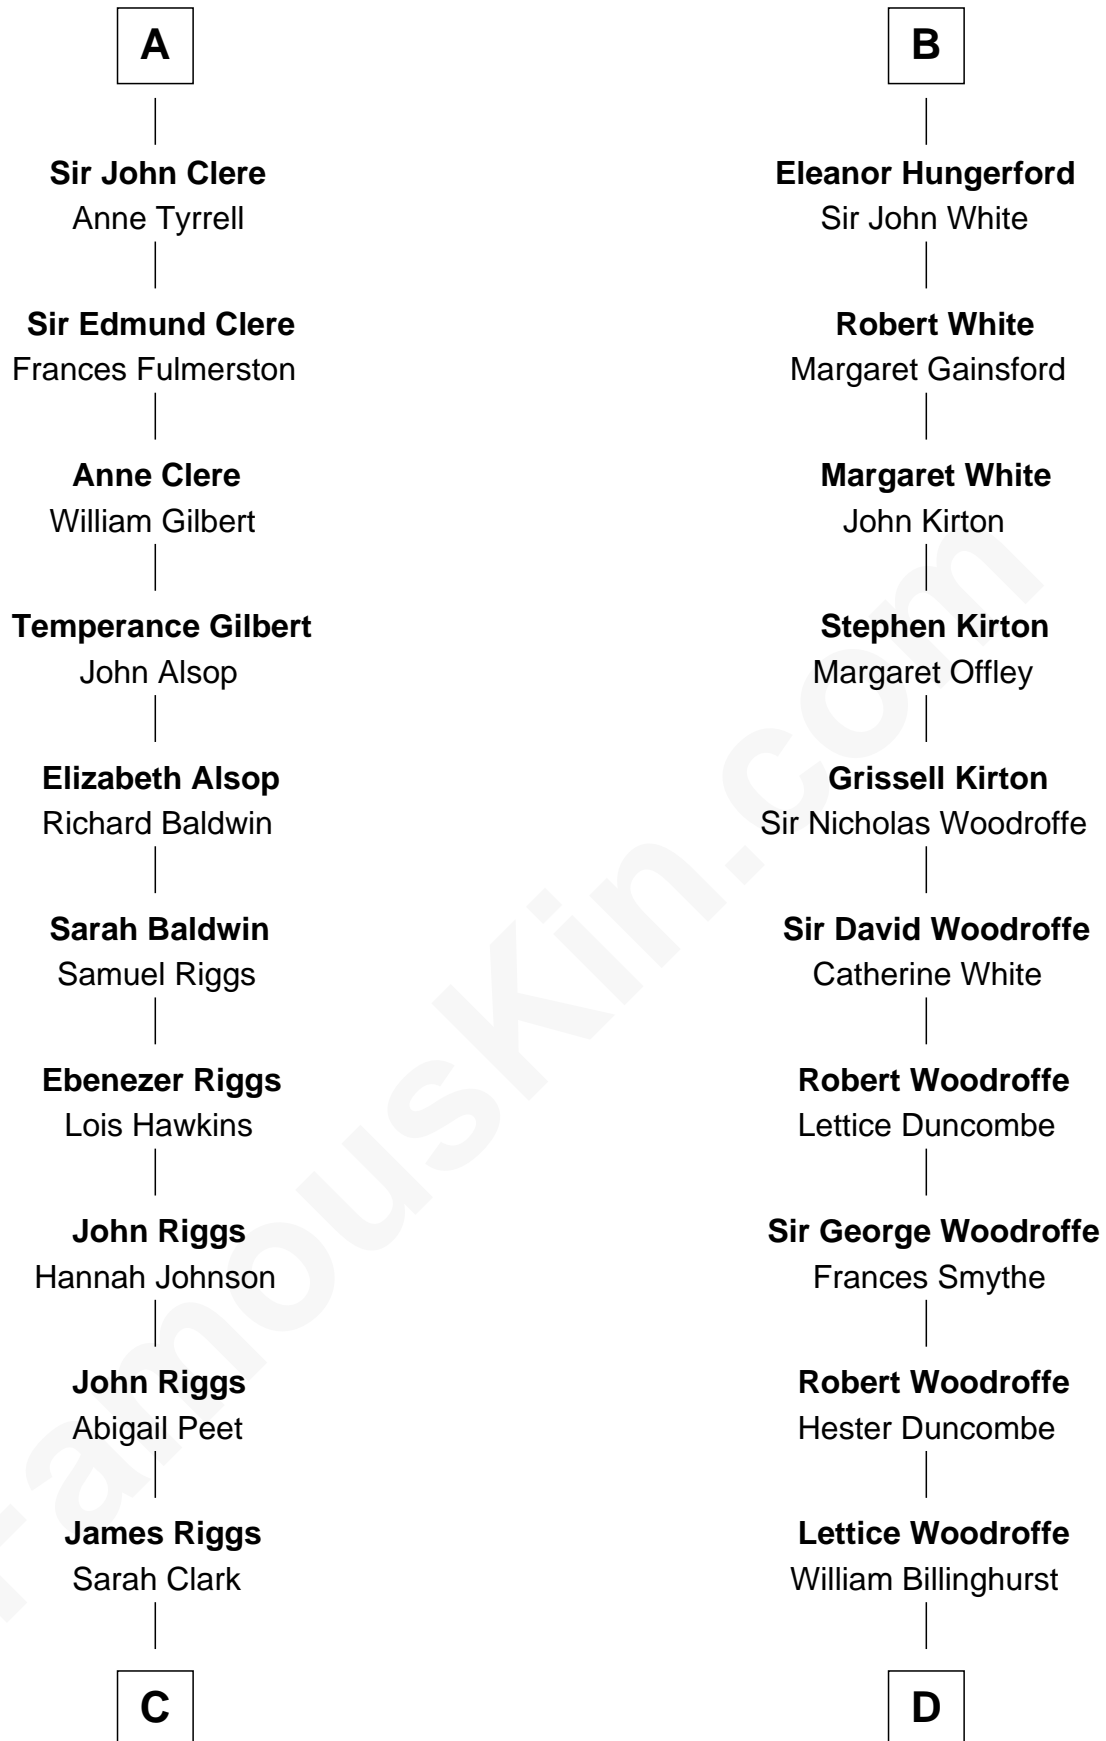 A
Sir John Clere
Anne Tyrrell
Sir Edmund Clere
Frances Fulmerston
Anne Clere
William Gilbert
Temperance Gilbert
John Alsop
Elizabeth Alsop
Richard Baldwin
Sarah Baldwin
Samuel Riggs
Ebenezer Riggs
Lois Hawkins
John Riggs
Hannah Johnson
John Riggs
Abigail Peet
James Riggs
Sarah Clark
C
B
Eleanor Hungerford
Sir John White
Robert White
Margaret Gainsford
Margaret White
John Kirton
Stephen Kirton
Margaret Offley
Grissell Kirton
Sir Nicholas Woodroffe
Sir David Woodroffe
Catherine White
Robert Woodroffe
Lettice Duncombe
Sir George Woodroffe
Frances Smythe
Robert Woodroffe
Hester Duncombe
Lettice Woodroffe
William Billinghurst
D
FamousKin.com